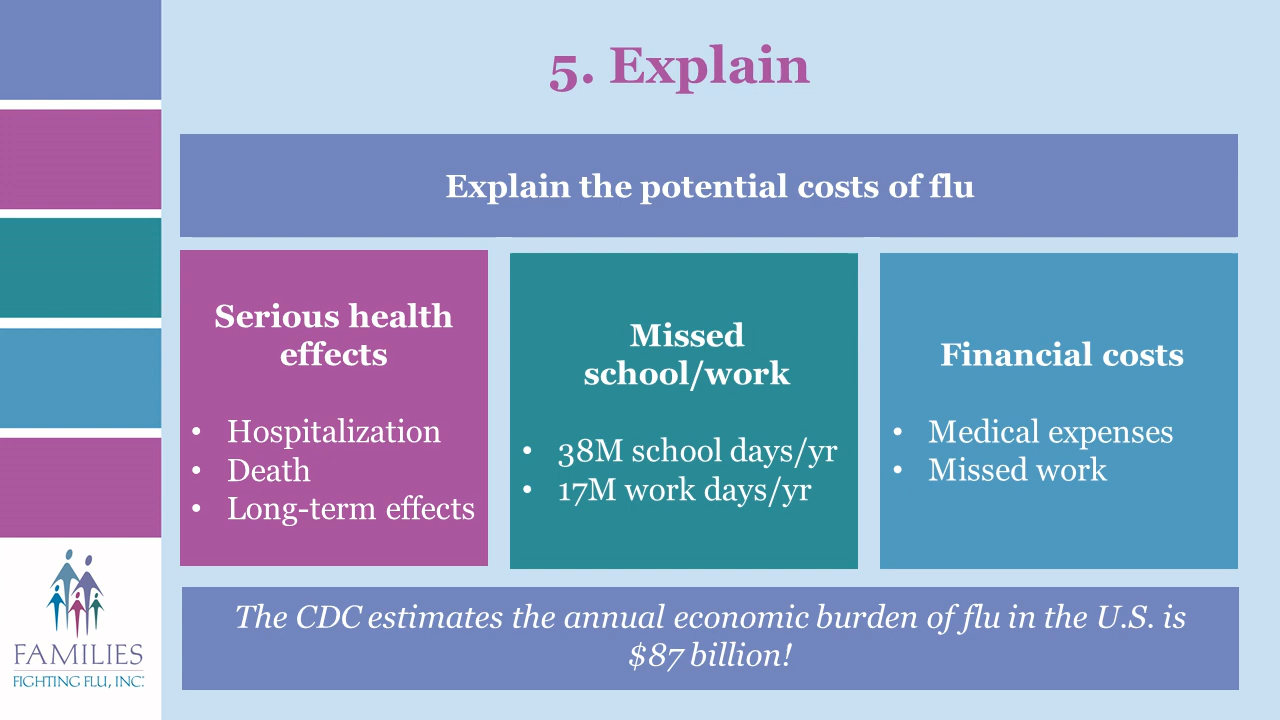 5. Explain
Explain the potential costs of flu
Serious health
effects
• Hospitalization
• Death
• Long-term effects
Missed
school/work
• 38M school days/yr
• 17M work days/yr
Financial costs
• Medical expenses
• Missed work
The CDC estimates the annual economic burden of flu in the U.S. is
$87 billion!
FAMILIES
FIGHTING FLU, INC.